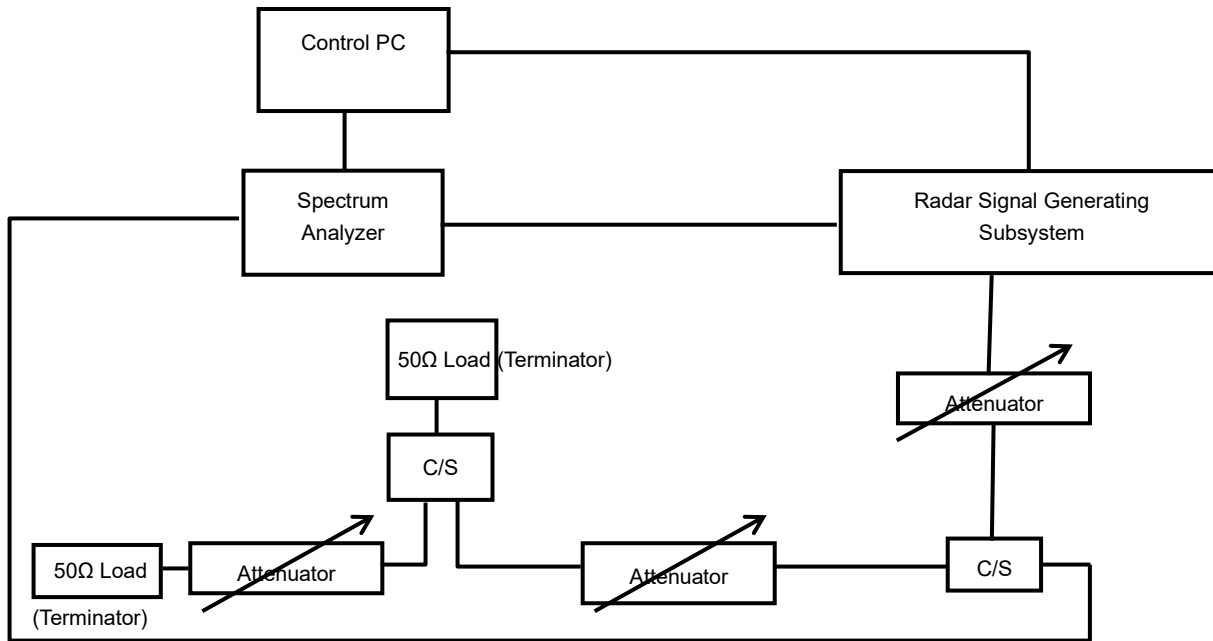 Control PC
Spectrum
Analyzer
Radar Signal Generating
Subsystem
50Ω Load (Terminator)
Attenuator
C/S
50Ω Load
(Terminator)
Attenuator
Attenuator
C/S